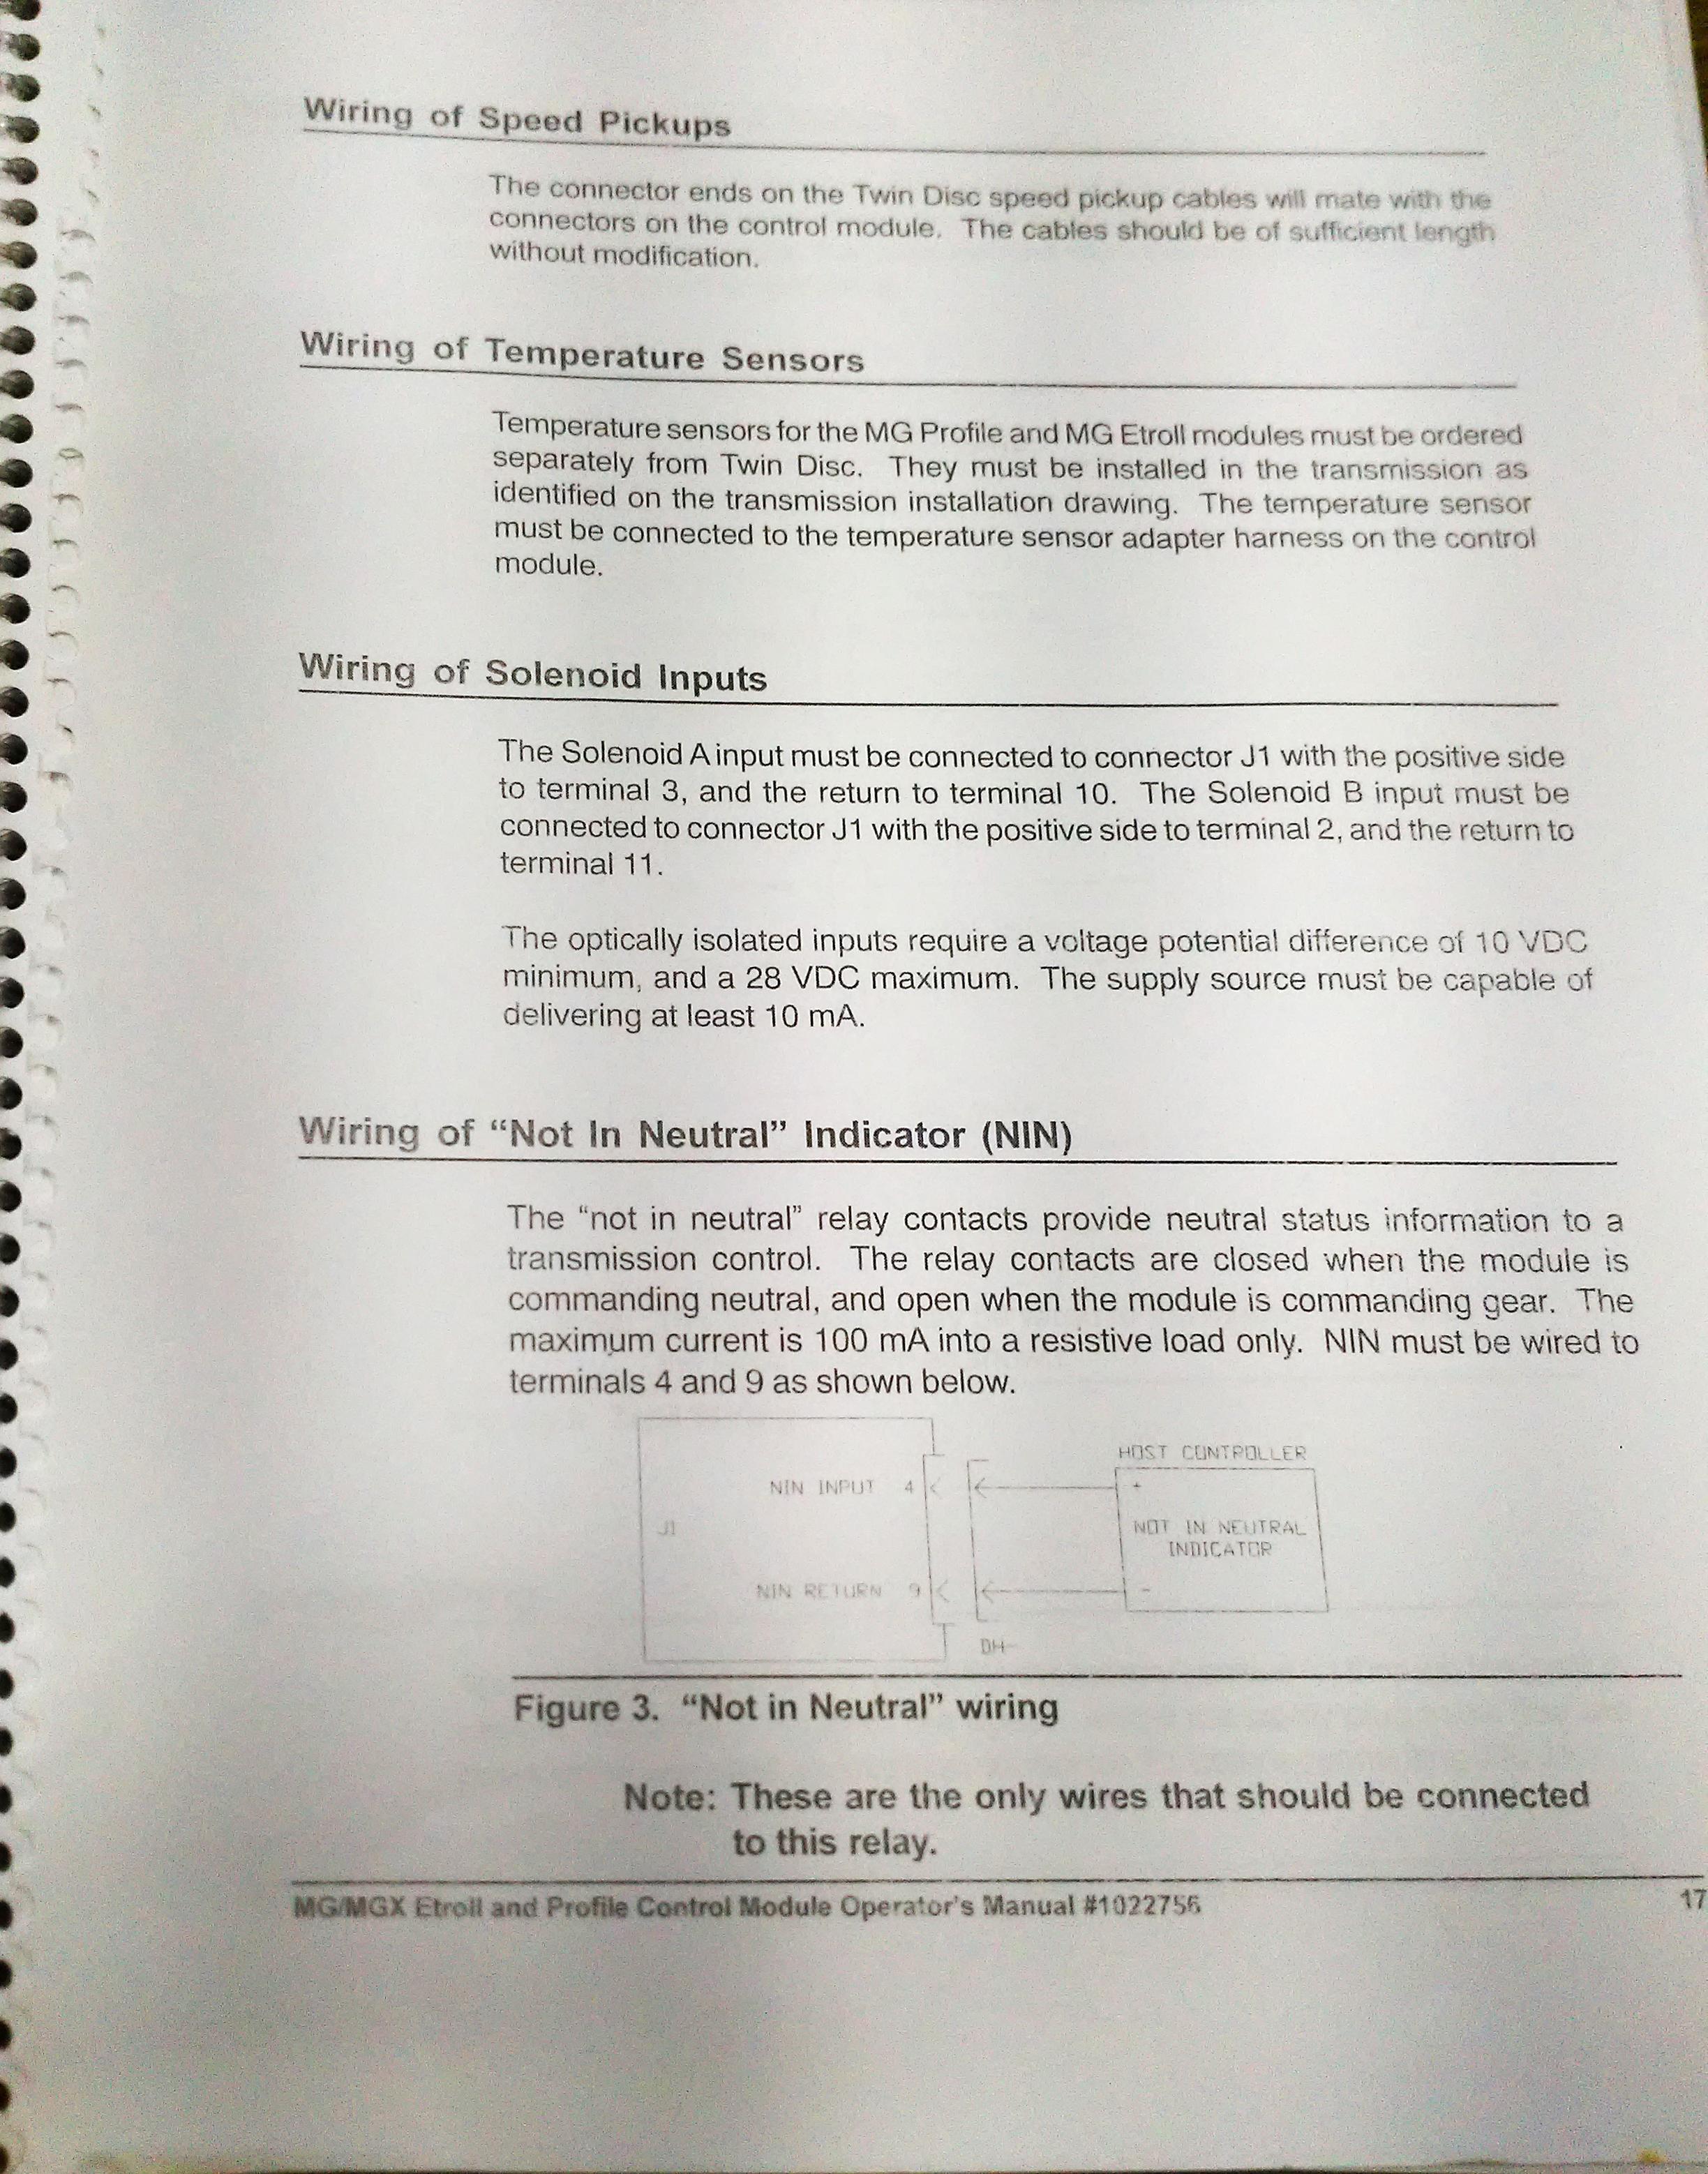 Wiring of Speed Pickups
The connector ends on the Twin Disc speed pickup cables will mate with the
connectors on the control module. The cables should be of sufficient length
without modification.
Wiring of Temperature Sensors
Temperature sensors for the MG Profile and MG Etroll modules must be ordered
separately from Twin Disc. They must be installed in the transmission as
identified on the transmission installation drawing. The temperature sensor
must be connected to the temperature sensor adapter harness on the control
module.
Wiring of Solenoid Inputs
The Solenoid A input must be connected to connector J1 with the positive side
to terminal 3, and the return to terminal 10. The Solenoid B input must be
connected to connector J1 with the positive side to terminal 2, and the return to
terminal 11.
The optically isolated inputs require a voltage potential difference of 10 VDC
minimum, and a 28 VDC maximum. The supply source must be capable of
delivering at least 10 mA.
Wiring of “Not In Neutral” Indicator (NIN)
The “not in neutral” relay contacts provide neutral status information to a
transmission control. The relay contacts are closed when the module is
commanding neutral, and open when the module is commanding gear. The
maximum current is 100 mA into a resistive load only. NIN must be wired to
terminals 4 and 9 as shown below.
HOST CONTROLLER
NIN INPUT 4 +
J1 NOT IN NEUTRAL
INDICATOR
NIN RETURN 9 -
Figure 3. “Not in Neutral” wiring
Note: These are the only wires that should be connected
to this relay.
MG/MGX Etroll and Profile Control Module Operator's Manual #1022756 17